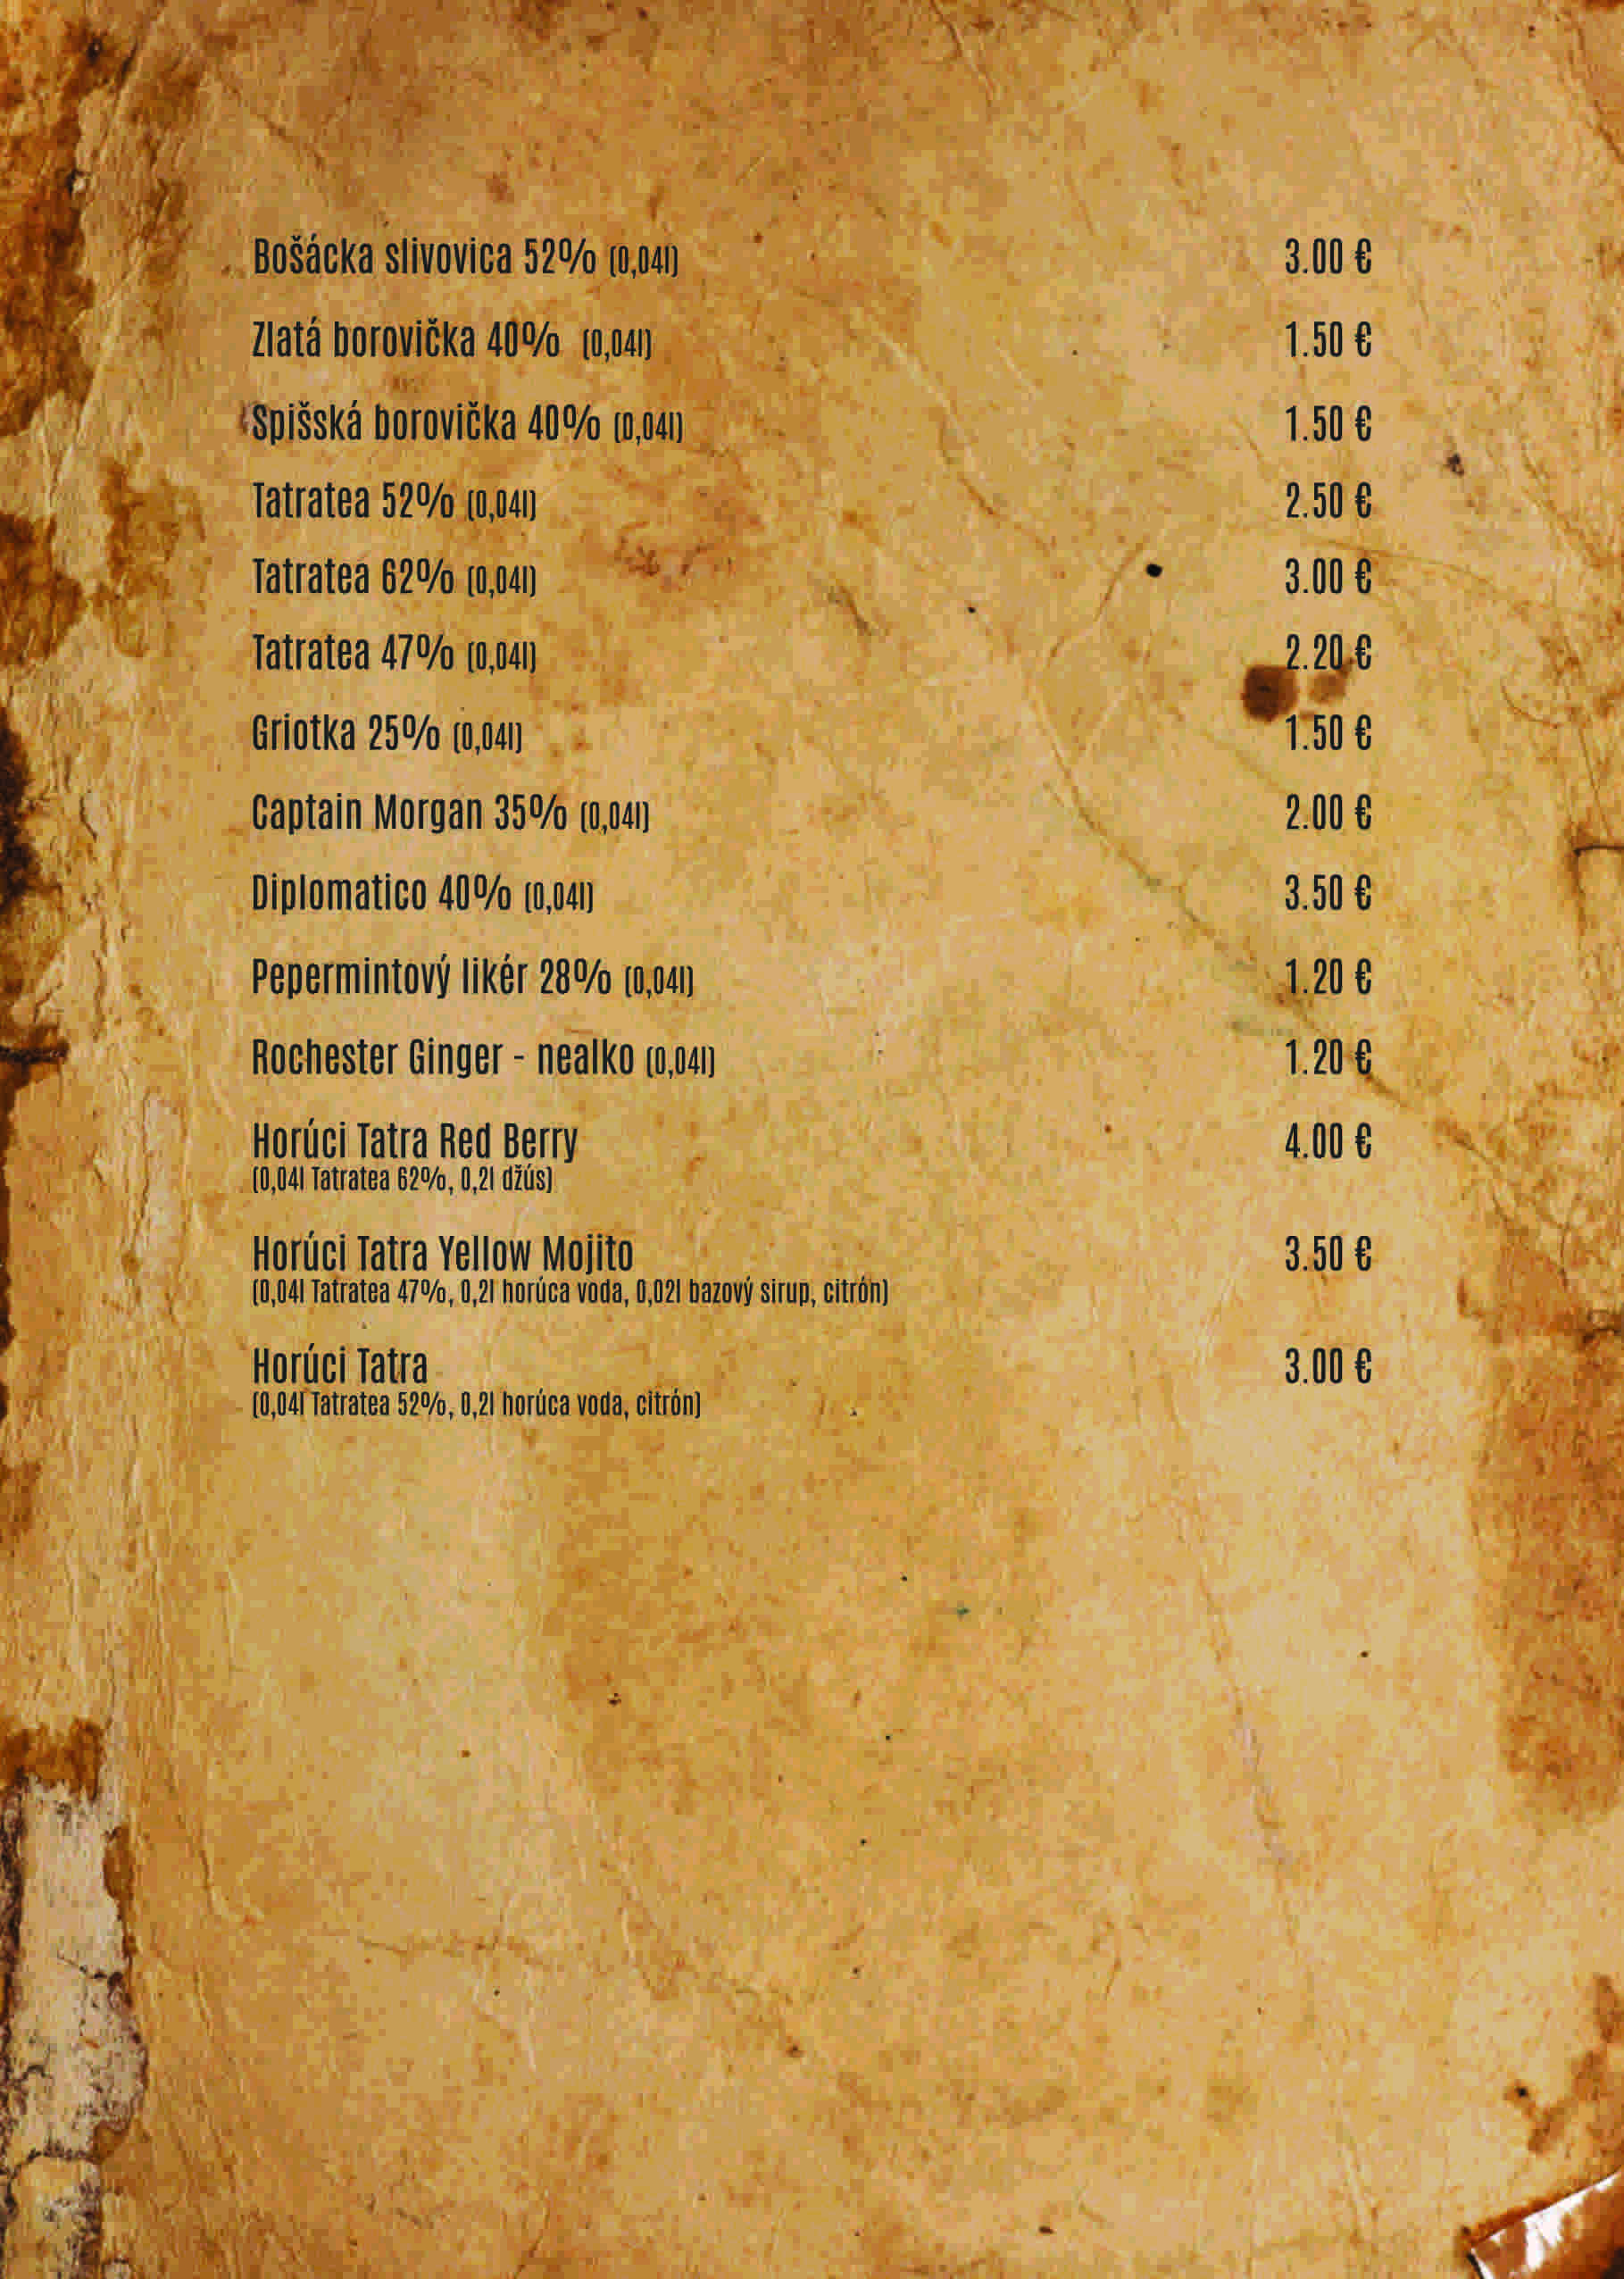 Bošácka slivovica 52% (0,04l) 3.00 €
Zlatá borovička 40% (0,04l) 1.50 €
Spišská borovička 40% (0,04l) 1.50 €
Tatratea 52% (0,04l) 2.50 €
Tatratea 62% (0,04l) 3.00 €
Tatratea 47% (0,04l) 2.20 €
Griotka 25% (0,04l) 1.50 €
Captain Morgan 35% (0,04l) 2.00 €
Diplomatico 40% (0,04l) 3.50 €
Pepermintový likér 28% (0,04l) 1.20 €
Rochester Ginger - nealko (0,04l) 1.20 €
Horúci Tatra Red Berry 4.00 €
(0,04l Tatratea 62%, 0,2l džús)
Horúci Tatra Yellow Mojito 3.50 €
(0,04l Tatratea 47%, 0,2l horúca voda, 0,02l bazový sirup, citrón)
Horúci Tatra 3.00 €
(0,04l Tatratea 52%, 0,2l horúca voda, citrón)